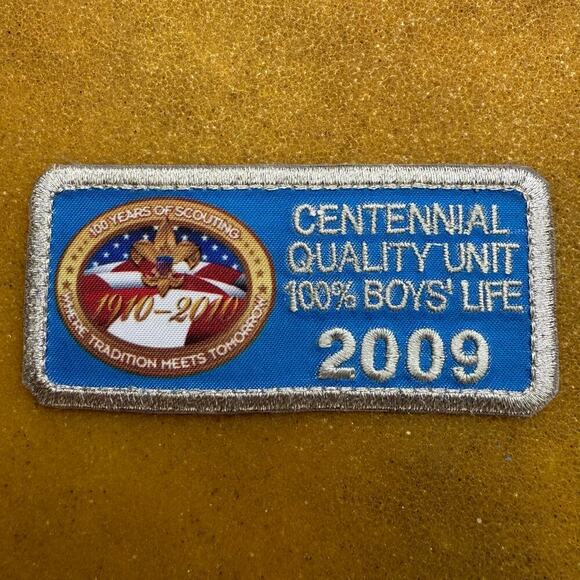 100 YEARS OF SCOUTING
1910-2010
WHERE TRADITION MEETS TOMORROW
CENTENNIAL
QUALITY UNIT
100% BOYS' LIFE
2009